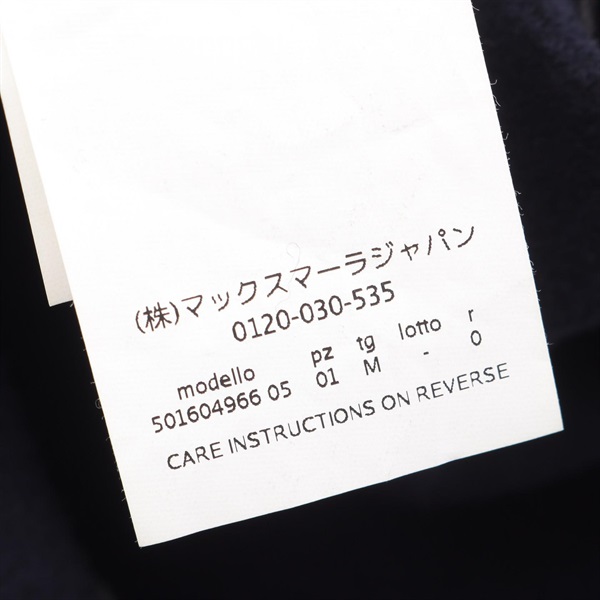 (株)マックスマーラジャパン
0120-030-535
modello pz tg lotto r
501604966 05 01 M - 0
CARE INSTRUCTIONS ON REVERSE